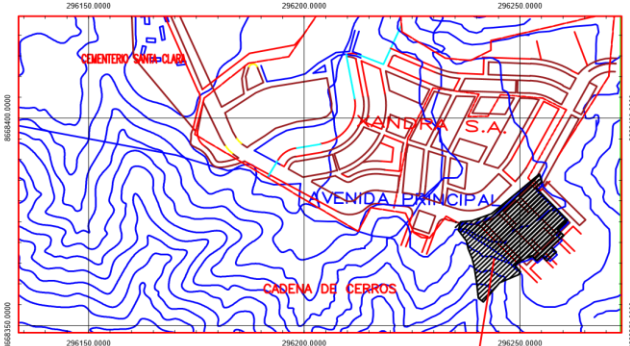 296150.0000 296200.0000 296250.0000
CEMENTERIO SANTA CLARA
8668400.0000
XANDRA S.A.
AVENIDA PRINCIPAL
CADENA DE CERROS
8668350.0000
296150.0000 296200.0000 296250.0000